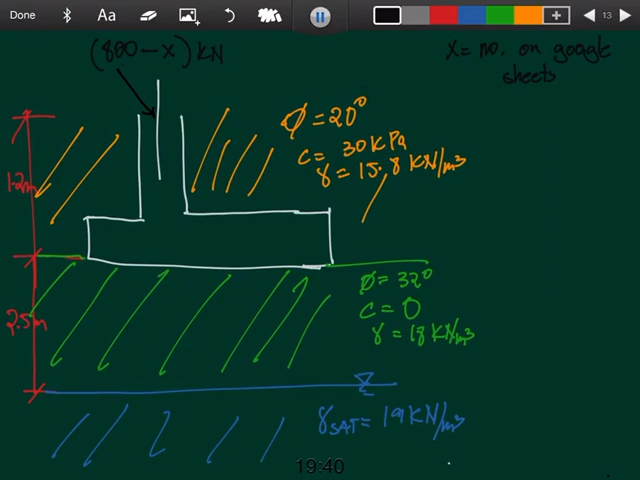 Done
Aa
13
(800 - x) KN
x = no. on google
sheets
Ø = 20°
c = 30 KPa
γ = 15.8 KN/m³
1.2m
Ø = 32°
c = 0
γ = 18 KN/m³
2.5m
γSAT = 19 KN/m³
19:40